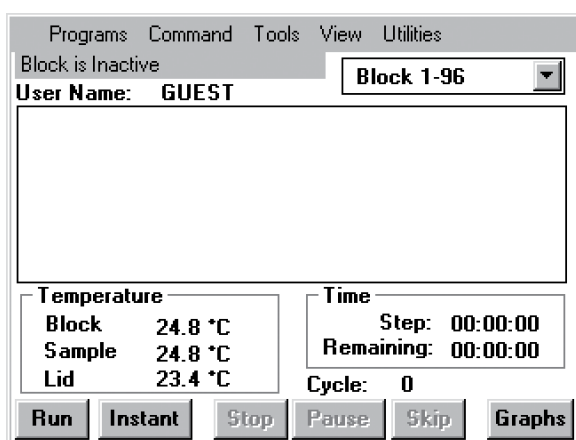 Programs Command Tools View Utilities
Block is Inactive
Block 1-96
User Name: GUEST
Temperature
Block 24.8 °C
Sample 24.8 °C
Lid 23.4 °C
Time
Step: 00:00:00
Remaining: 00:00:00
Cycle: 0
Run Instant Stop Pause Skip Graphs